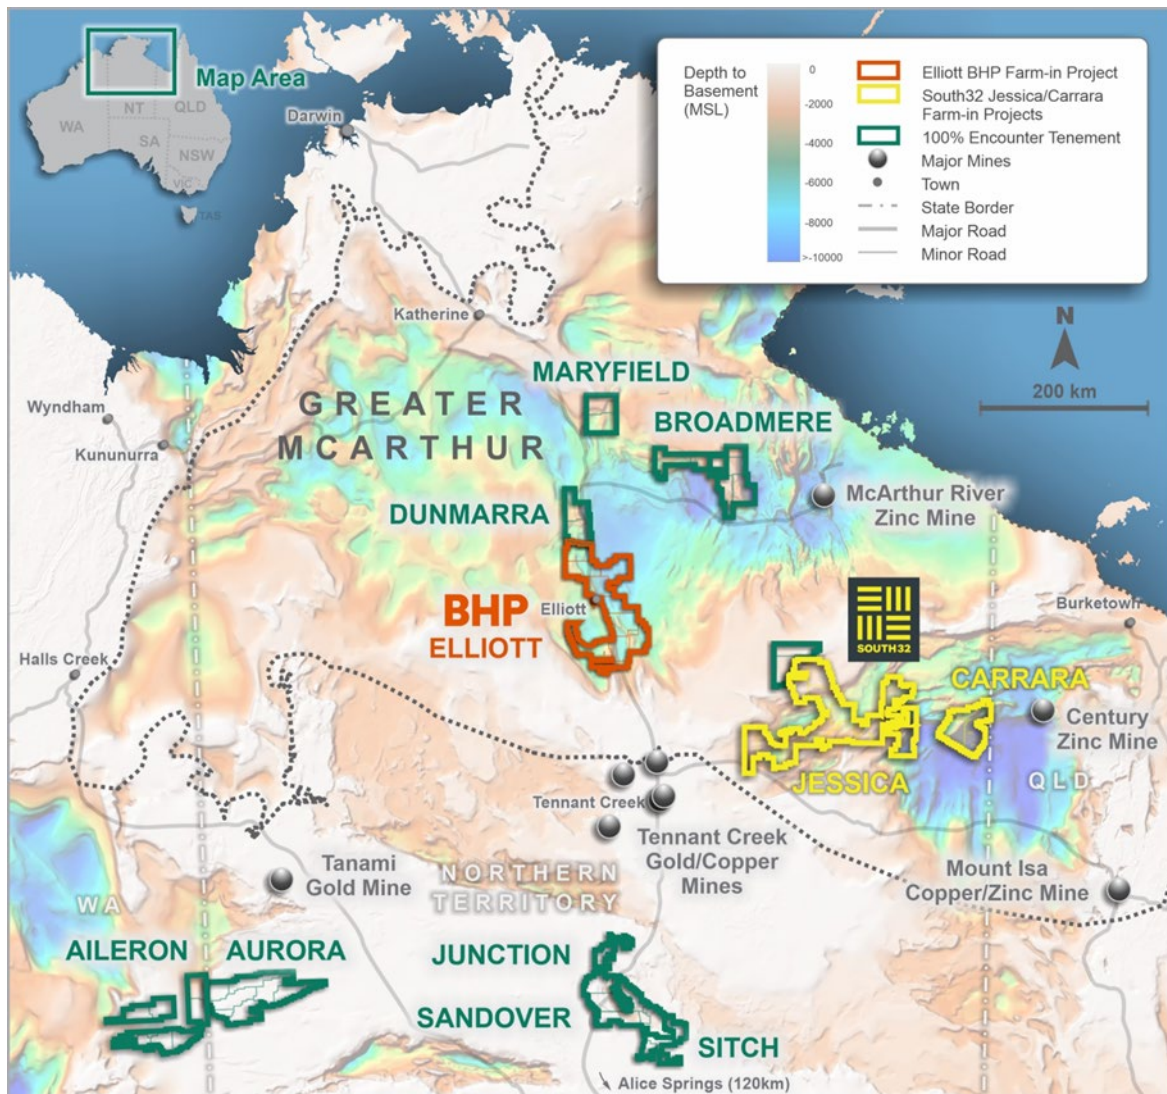 Map Area
WA
NT
QLD
SA
NSW
VIC
TAS
Darwin
Depth to
Basement
(MSL)
0
-2000
-4000
-6000
-8000
>-10000
Elliott BHP Farm-in Project
South32 Jessica/Carrara
Farm-in Projects
100% Encounter Tenement
Major Mines
Town
State Border
Major Road
Minor Road
N
200 km
Katherine
MARYFIELD
GREATER
MCARTHUR
Wyndham
Kununurra
BROADMERE
DUNMARRA
McArthur River
Zinc Mine
BHP
ELLIOTT
Elliott
SOUTH32
Burketown
Halls Creek
CARRARA
Century
Zinc Mine
JESSICA
QLD
Tennant Creek
Tennant Creek
Gold/Copper
Mines
Tanami
Gold Mine
NORTHERN
TERRITORY
Mount Isa
Copper/Zinc Mine
WA
AILERON
AURORA
JUNCTION
SANDOVER
SITCH
Alice Springs (120km)